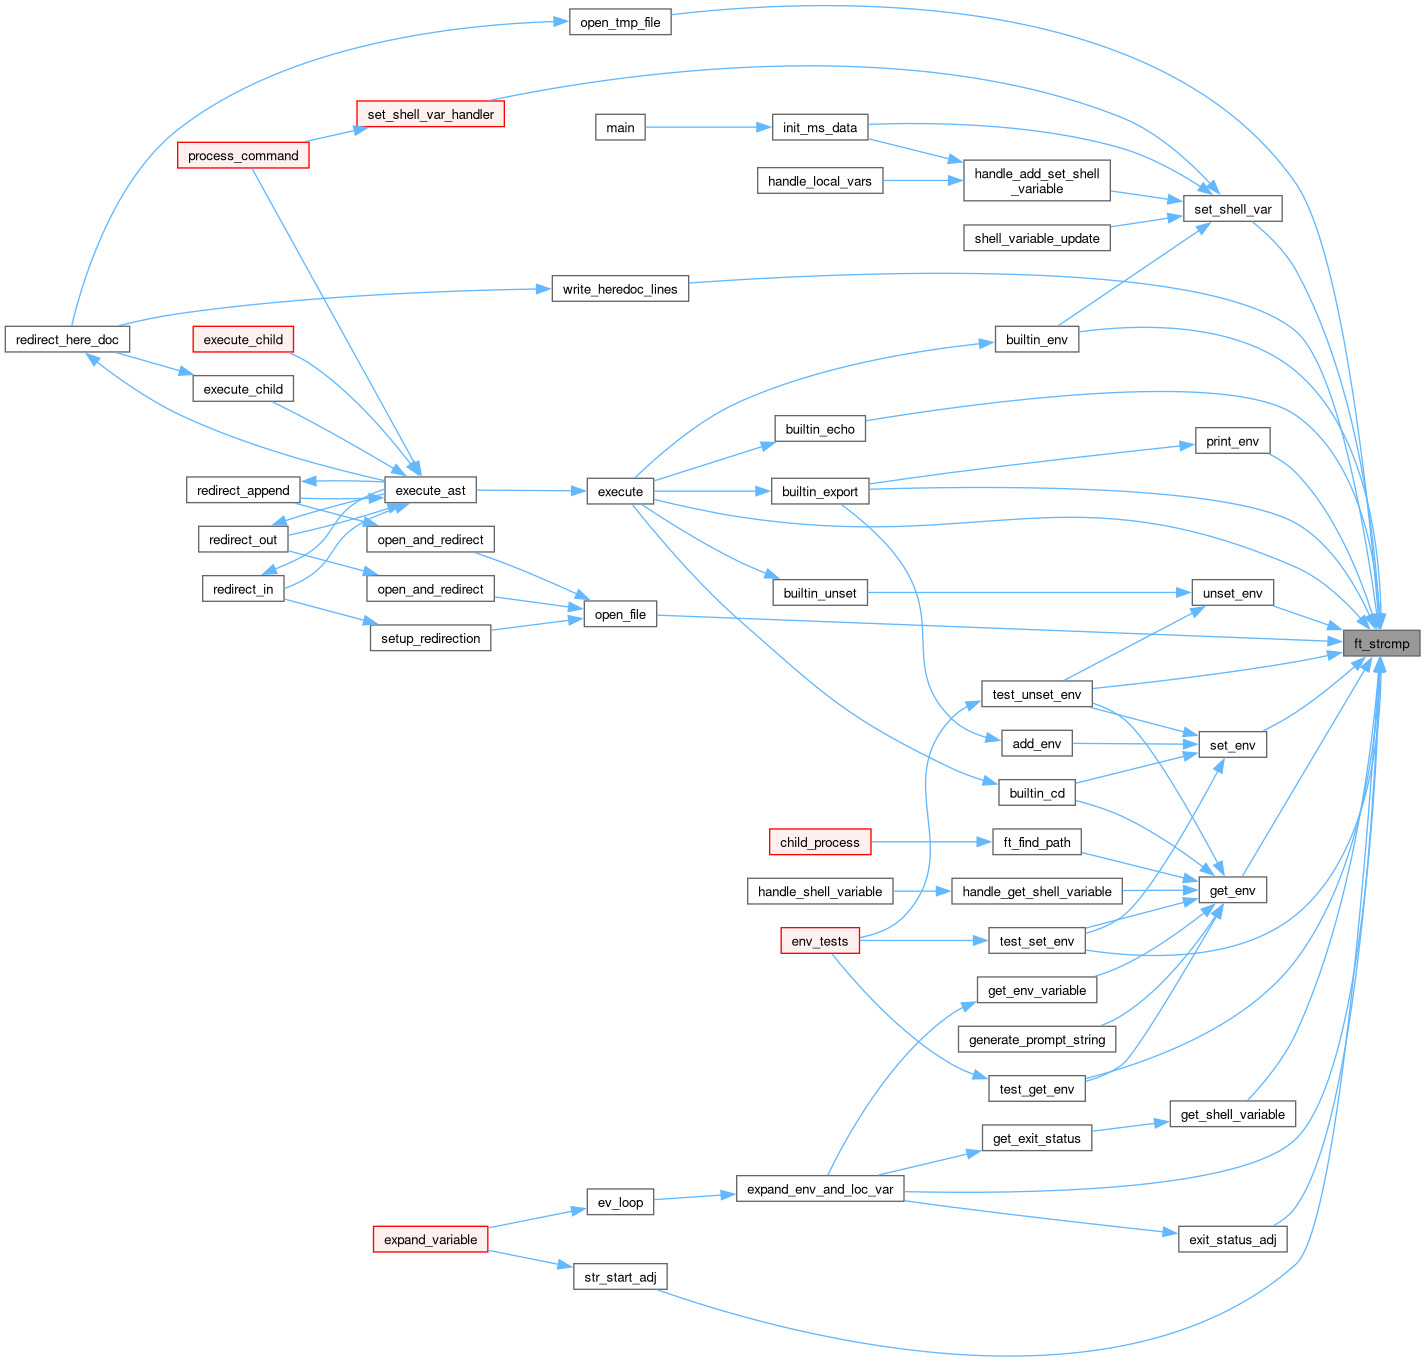 open_tmp_file
set_shell_var_handler
main
init_ms_data
process_command
handle_local_vars
handle_add_set_shell
_variable
set_shell_var
shell_variable_update
write_heredoc_lines
redirect_here_doc
execute_child
builtin_env
execute_child
builtin_echo
print_env
redirect_append
execute_ast
execute
builtin_export
redirect_out
open_and_redirect
redirect_in
open_and_redirect
builtin_unset
unset_env
open_file
setup_redirection
ft_strcmp
test_unset_env
add_env
set_env
builtin_cd
child_process
ft_find_path
handle_shell_variable
handle_get_shell_variable
get_env
env_tests
test_set_env
get_env_variable
generate_prompt_string
test_get_env
get_shell_variable
get_exit_status
expand_env_and_loc_var
ev_loop
expand_variable
exit_status_adj
str_start_adj